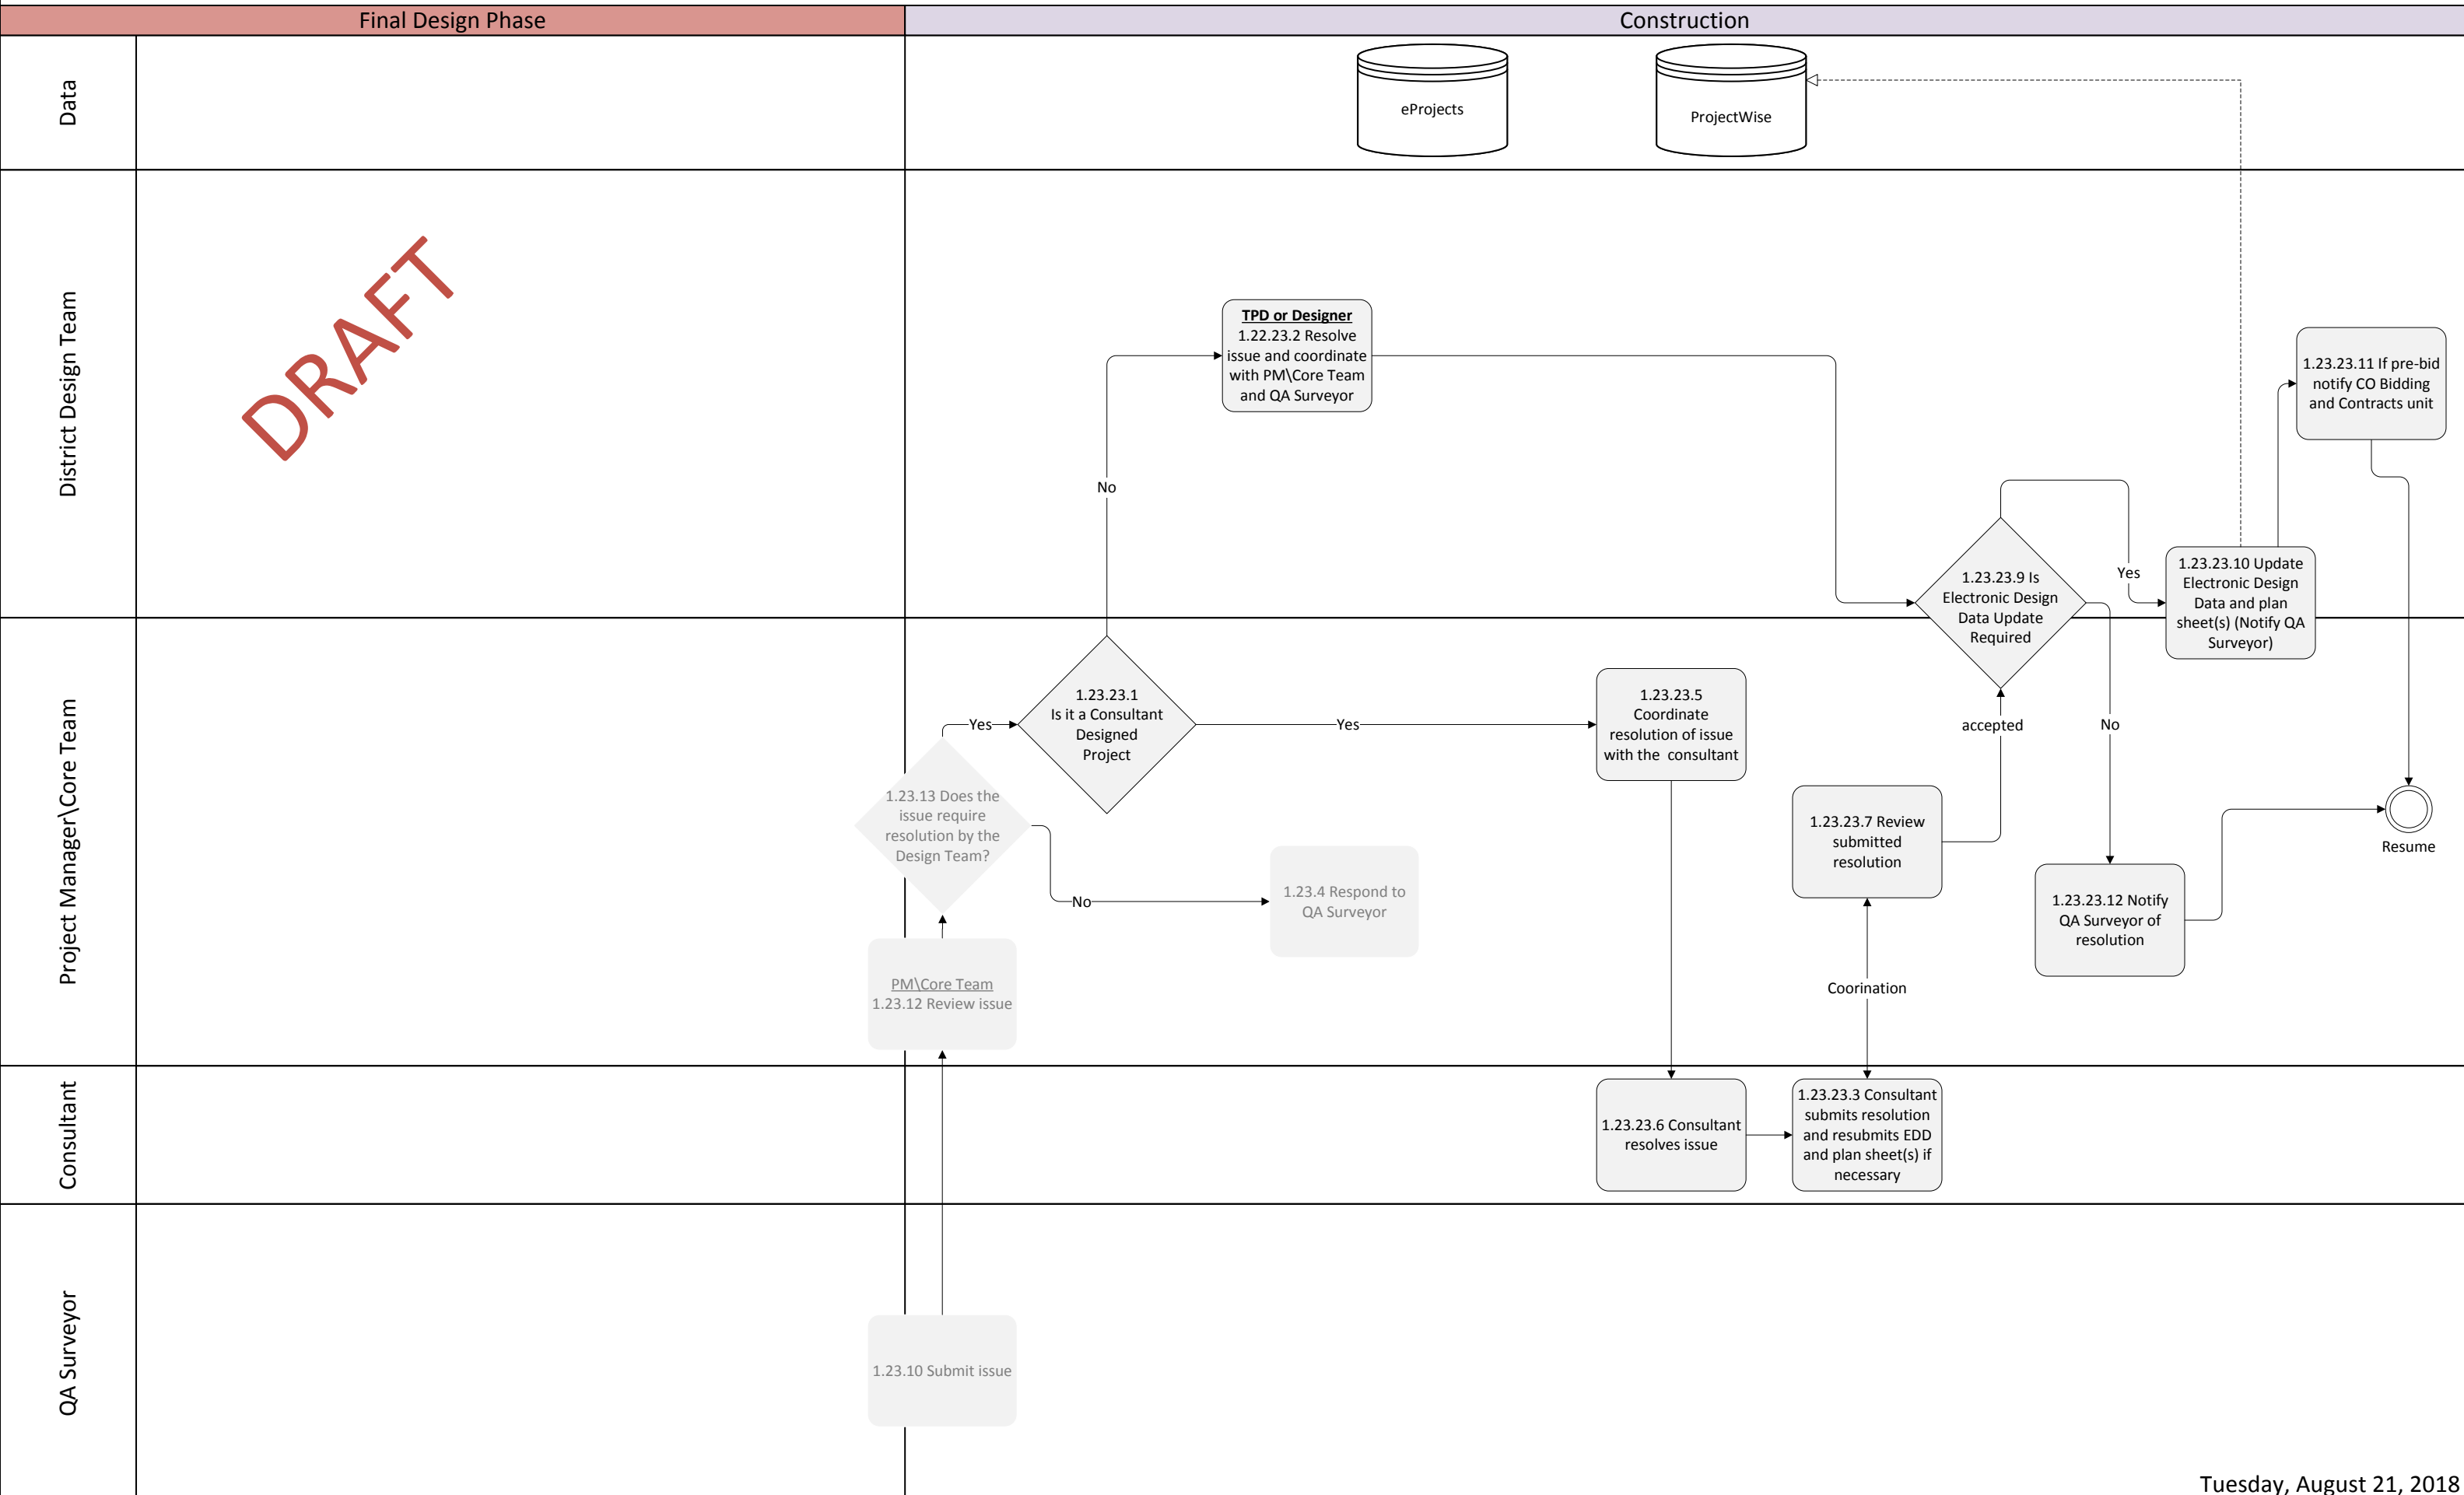 Final Design Phase
Construction
Data
eProjects
ProjectWise
District Design Team
DRAFT
TPD or Designer
1.22.23.2 Resolve
issue and coordinate
with PM\Core Team
and QA Surveyor
1.23.23.11 If pre-bid
notify CO Bidding
and Contracts unit
No
1.23.23.9 Is
Electronic Design
Data Update
Required
Yes
1.23.23.10 Update
Electronic Design
Data and plan
sheet(s) (Notify QA
Surveyor)
Project Manager\Core Team
Yes
1.23.23.1
Is it a Consultant
Designed
Project
Yes
1.23.23.5
Coordinate
resolution of issue
with the  consultant
accepted
No
1.23.13 Does the
issue require
resolution by the
Design Team?
No
1.23.4 Respond to
QA Surveyor
1.23.23.7 Review
submitted
resolution
Resume
1.23.23.12 Notify
QA Surveyor of
resolution
PM\Core Team
1.23.12 Review issue
Coorination
Consultant
1.23.23.6 Consultant
resolves issue
1.23.23.3 Consultant
submits resolution
and resubmits EDD
and plan sheet(s) if
necessary
QA Surveyor
1.23.10 Submit issue
Tuesday, August 21, 2018